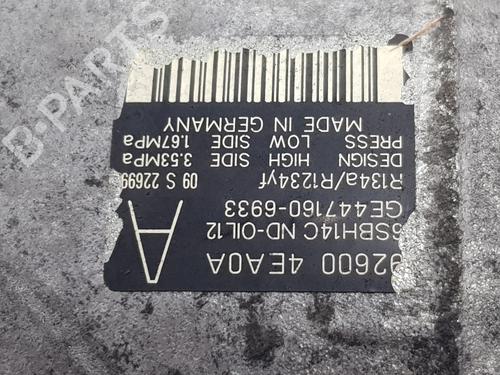 92600 4EA0A
6SBH14C ND-OIL12
GE447160-6933
R134a/R1234yf 09 S 22699
DESIGN HIGH SIDE 3.53MPa
PRESS LOW SIDE 1.67MPa
MADE IN GERMANY
A
B-PARTS